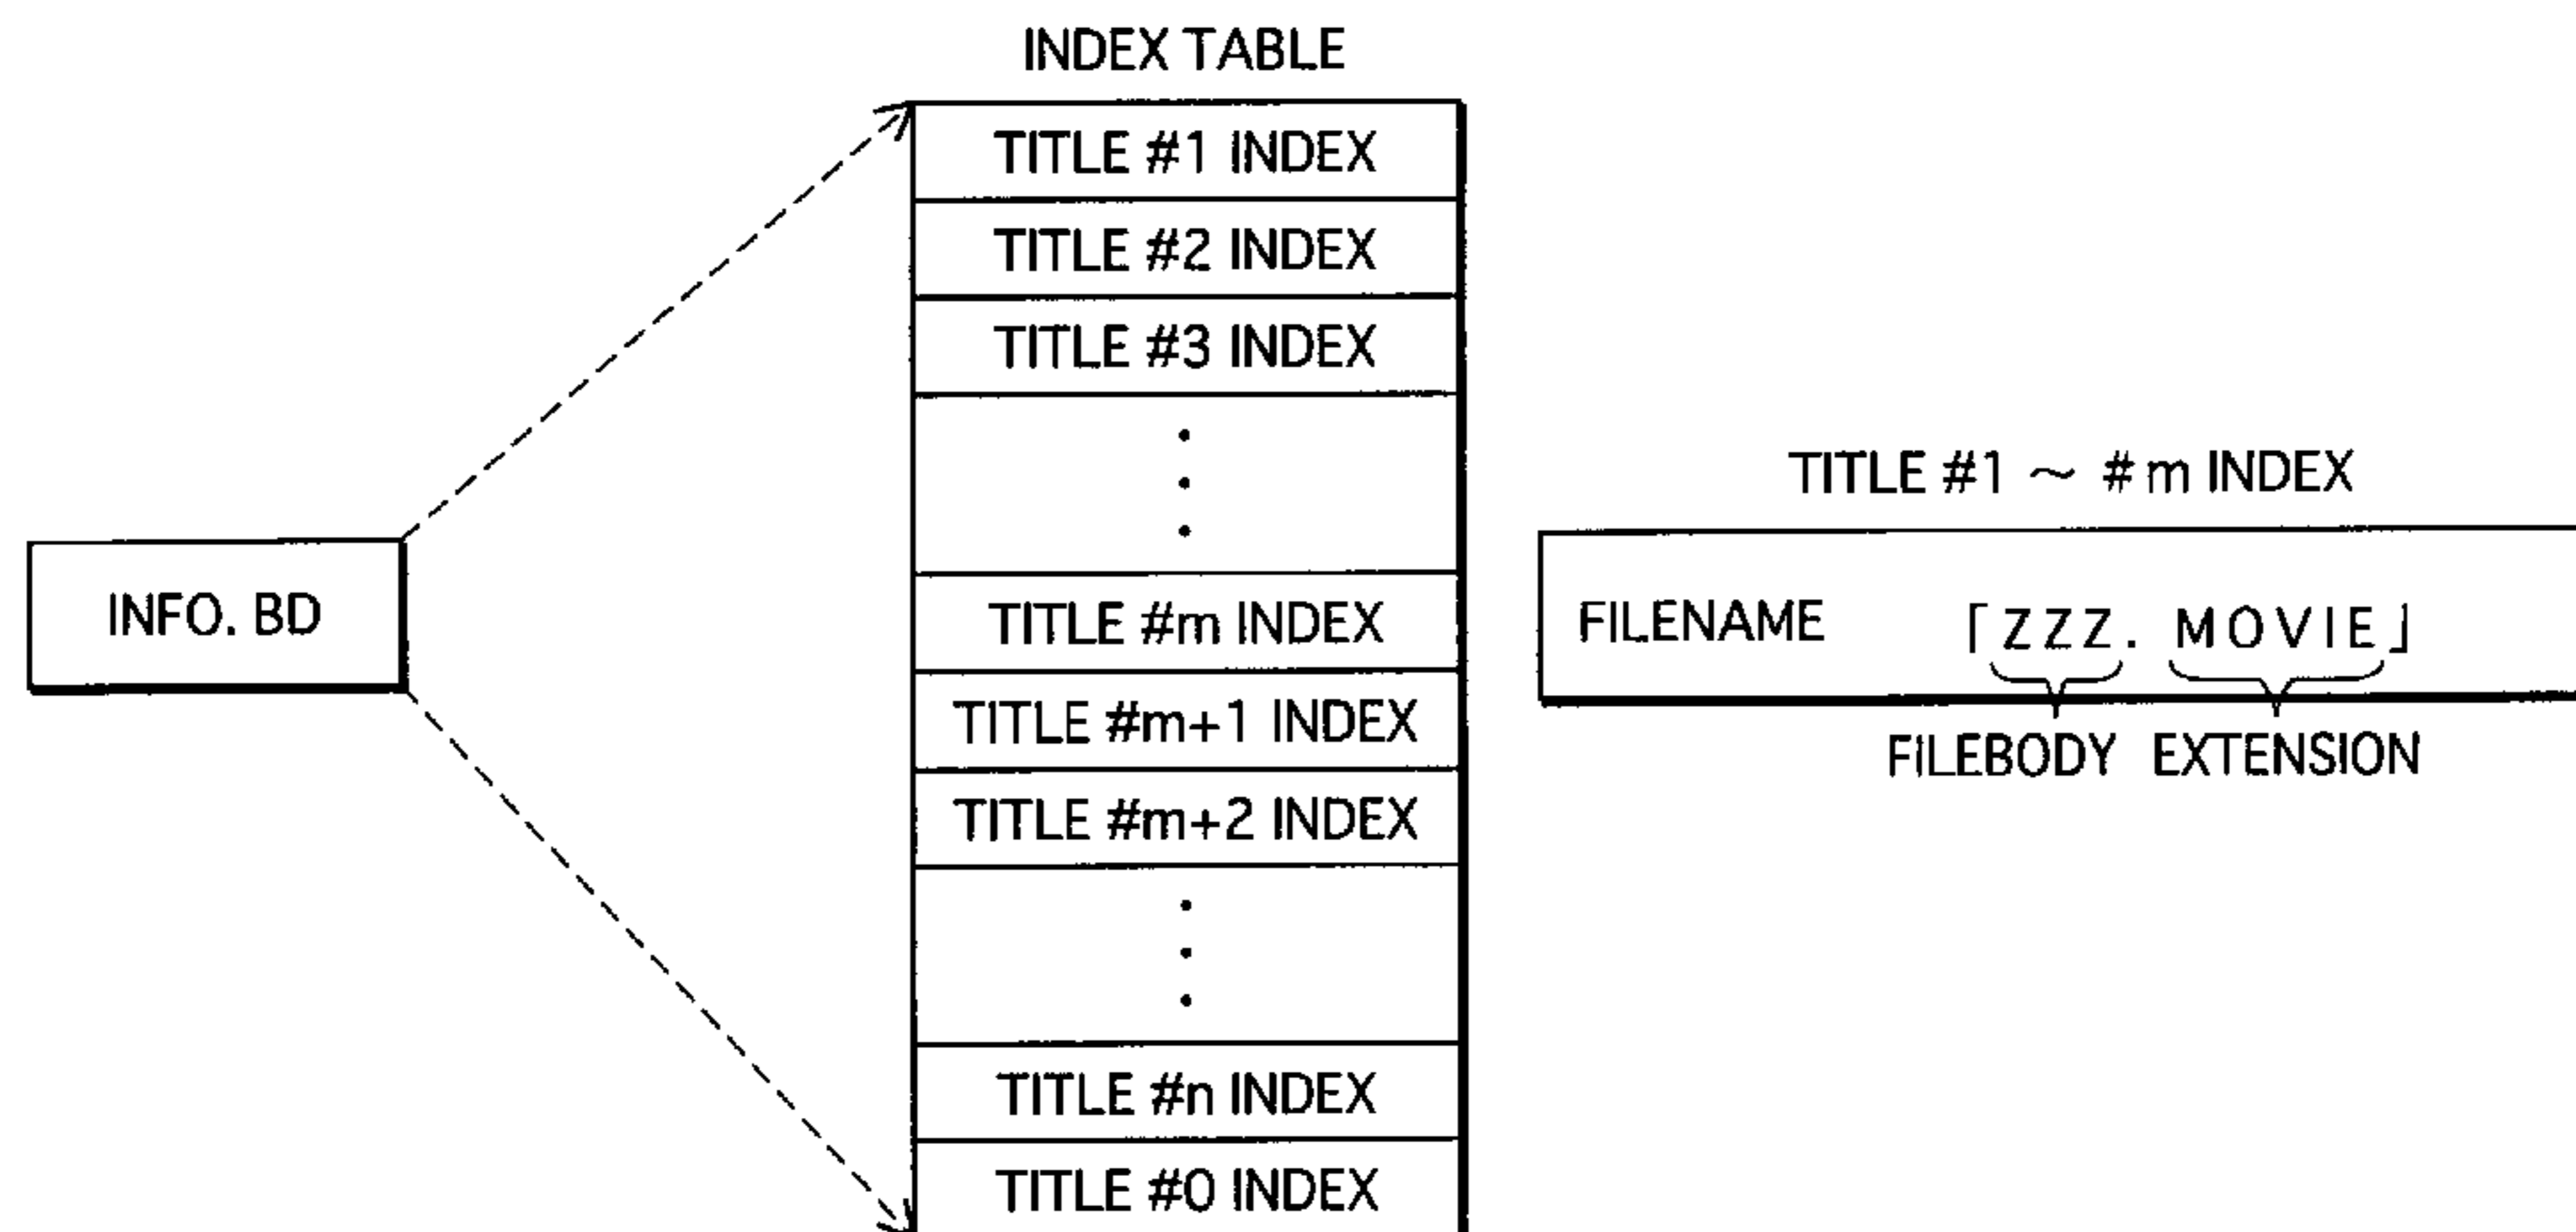 INDEX TABLE
TITLE #1 INDEX
TITLE #2 INDEX
TITLE #3 INDEX
TITLE #m INDEX
TITLE #m+1 INDEX
TITLE #m+2 INDEX
TITLE #n INDEX
TITLE #0 INDEX
INFO. BD
TITLE #1 ~ #m INDEX
FILENAME 「ZZZ. MOVIE」
FILEBODY EXTENSION